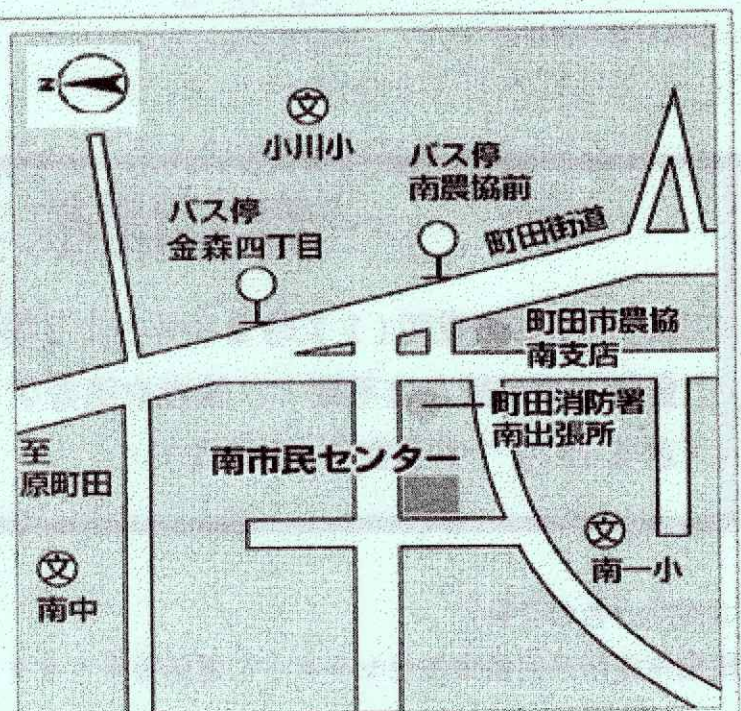 N
文
小川小
バス停
南農協前
バス停
金森四丁目
町田街道
町田市農協
南支店
町田消防署
南出張所
至
原町田
南市民センター
文
南一小
文
南中